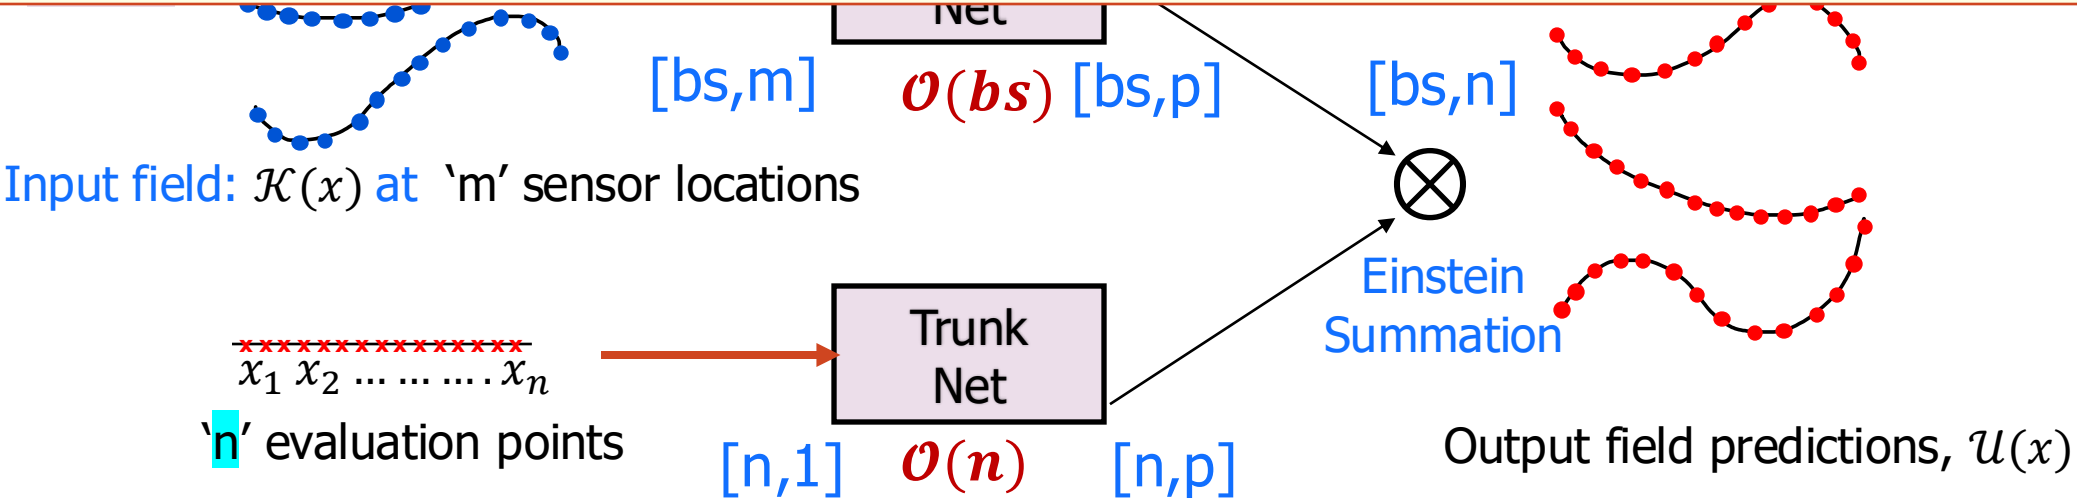 Net
[bs,m]
𝒪(bs)
[bs,p]
[bs,n]
Input field: 𝒦(x) at ‘m’ sensor locations
Einstein
Summation
Trunk
Net
x₁ x₂ ... ... ... . xₙ
‘n’ evaluation points
[n,1]
𝒪(n)
[n,p]
Output field predictions, 𝒰(x)